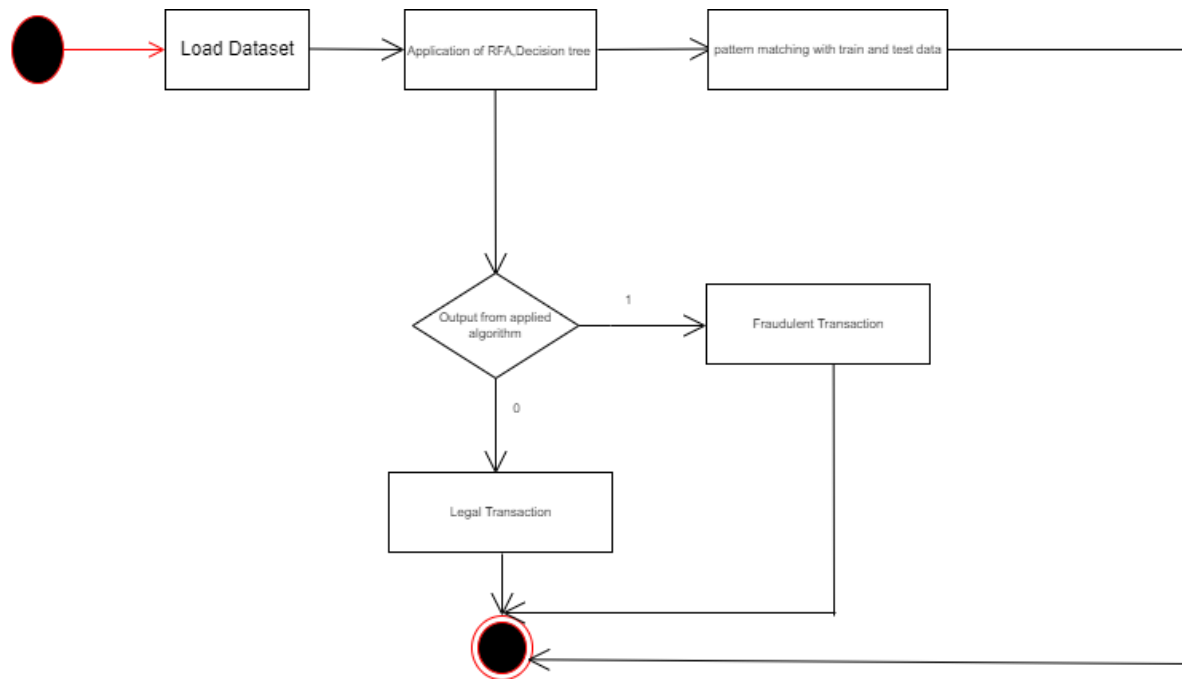 Load Dataset
Application of RFA,Decision tree
pattern matching with train and test data
Output from applied
algorithm
1
Fraudulent Transaction
0
Legal Transaction